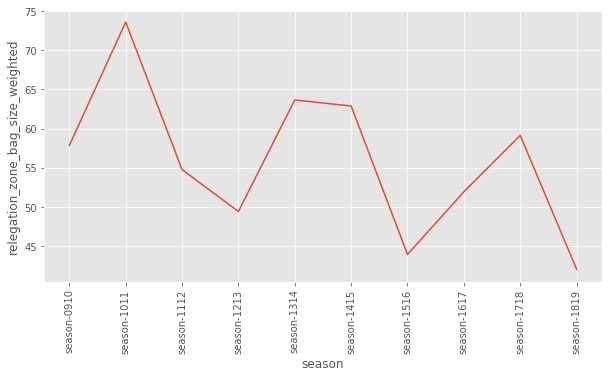 75
70
65
60
55
50
45
relegation_zone_bag_size_weighted
season-0910
season-1011
season-1112
season-1213
season-1314
season-1415
season-1516
season-1617
season-1718
season-1819
season